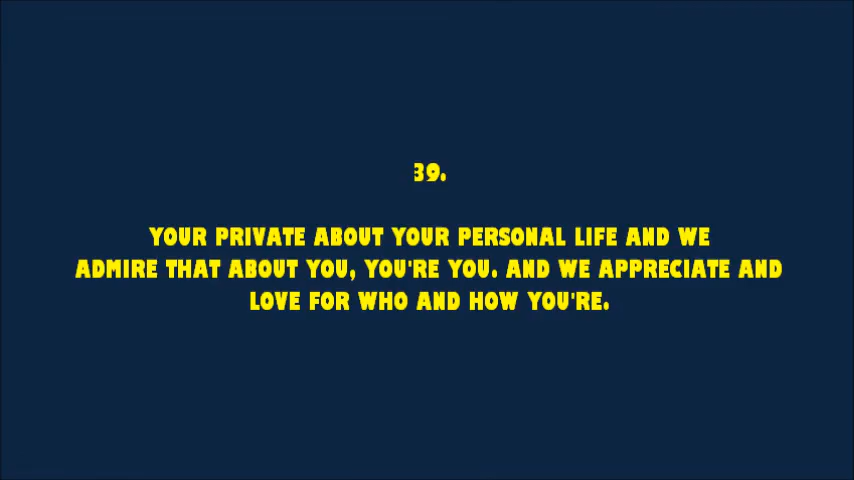 39.
YOUR PRIVATE ABOUT YOUR PERSONAL LIFE AND WE
ADMIRE THAT ABOUT YOU, YOU'RE YOU. AND WE APPRECIATE AND
LOVE FOR WHO AND HOW YOU'RE.